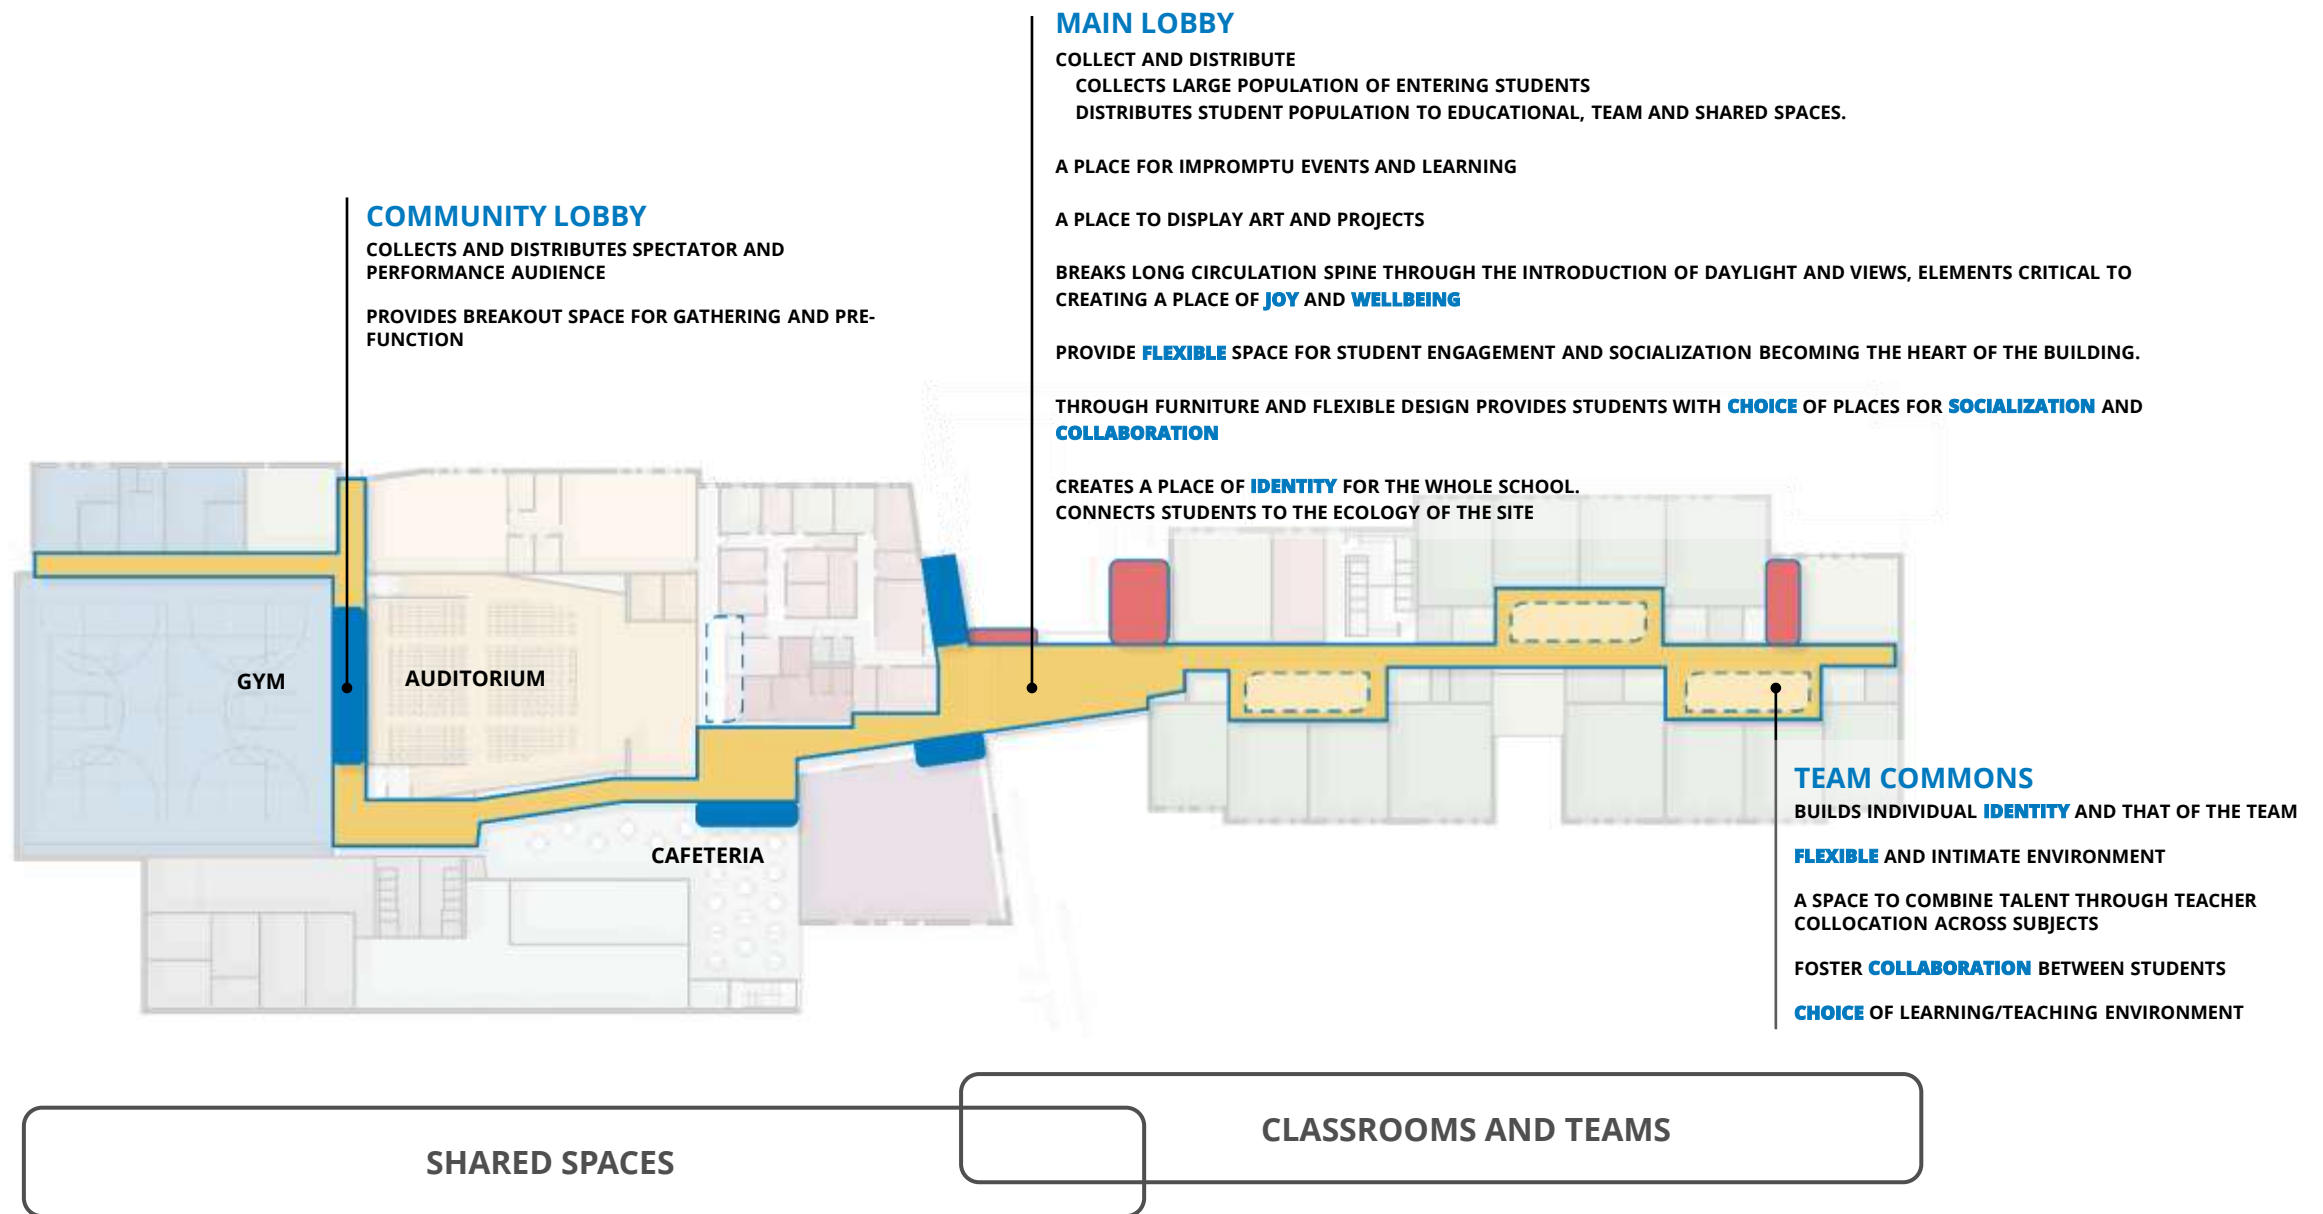 MAIN LOBBY
COLLECT AND DISTRIBUTE
COLLECTS LARGE POPULATION OF ENTERING STUDENTS
DISTRIBUTES STUDENT POPULATION TO EDUCATIONAL, TEAM AND SHARED SPACES.
A PLACE FOR IMPROMPTU EVENTS AND LEARNING
A PLACE TO DISPLAY ART AND PROJECTS
BREAKS LONG CIRCULATION SPINE THROUGH THE INTRODUCTION OF DAYLIGHT AND VIEWS, ELEMENTS CRITICAL TO
CREATING A PLACE OF JOY AND WELLBEING
PROVIDE FLEXIBLE SPACE FOR STUDENT ENGAGEMENT AND SOCIALIZATION BECOMING THE HEART OF THE BUILDING.
THROUGH FURNITURE AND FLEXIBLE DESIGN PROVIDES STUDENTS WITH CHOICE OF PLACES FOR SOCIALIZATION AND
COLLABORATION
CREATES A PLACE OF IDENTITY FOR THE WHOLE SCHOOL.
CONNECTS STUDENTS TO THE ECOLOGY OF THE SITE
COMMUNITY LOBBY
COLLECTS AND DISTRIBUTES SPECTATOR AND
PERFORMANCE AUDIENCE
PROVIDES BREAKOUT SPACE FOR GATHERING AND PRE-
FUNCTION
GYM
AUDITORIUM
CAFETERIA
TEAM COMMONS
BUILDS INDIVIDUAL IDENTITY AND THAT OF THE TEAM
FLEXIBLE AND INTIMATE ENVIRONMENT
A SPACE TO COMBINE TALENT THROUGH TEACHER
COLLOCATION ACROSS SUBJECTS
FOSTER COLLABORATION BETWEEN STUDENTS
CHOICE OF LEARNING/TEACHING ENVIRONMENT
CLASSROOMS AND TEAMS
SHARED SPACES